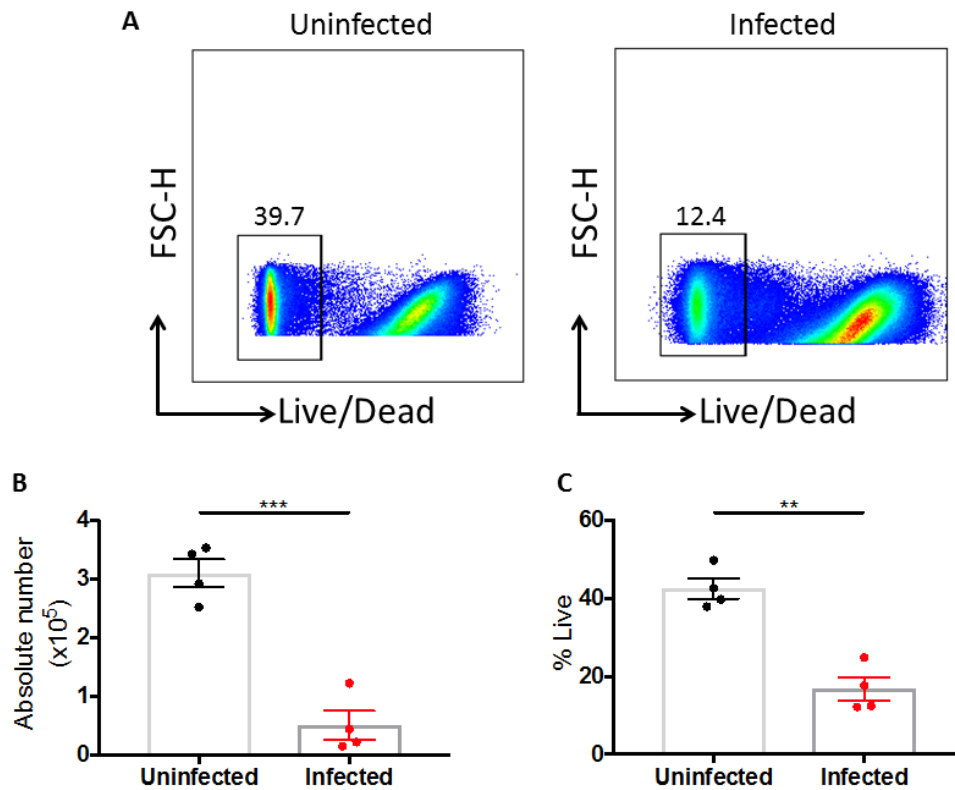 A
Uninfected
Infected
FSC-H
39.7
Live/Dead
FSC-H
12.4
Live/Dead
B
***
Absolute number
(x10⁵)
4
3
2
1
0
Uninfected
Infected
C
**
% Live
60
40
20
0
Uninfected
Infected